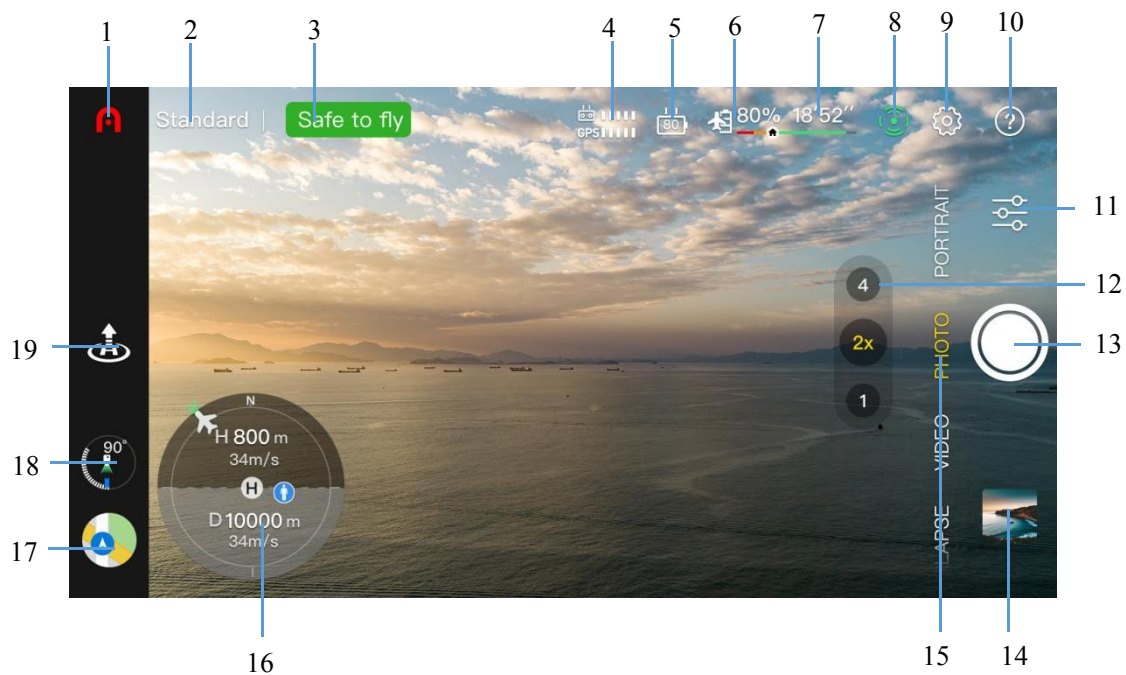 1 2 3 4 5 6 7 8 9 10
Standard | Safe to fly
GPS
80
80% 18'52''
?
11
PORTRAIT
4
12
19
PHOTO
2x
13
1
N
H 800 m
34m/s
H
D 10000 m
34m/s
90°
18
VIDEO
LAPSE
17
16
15
14